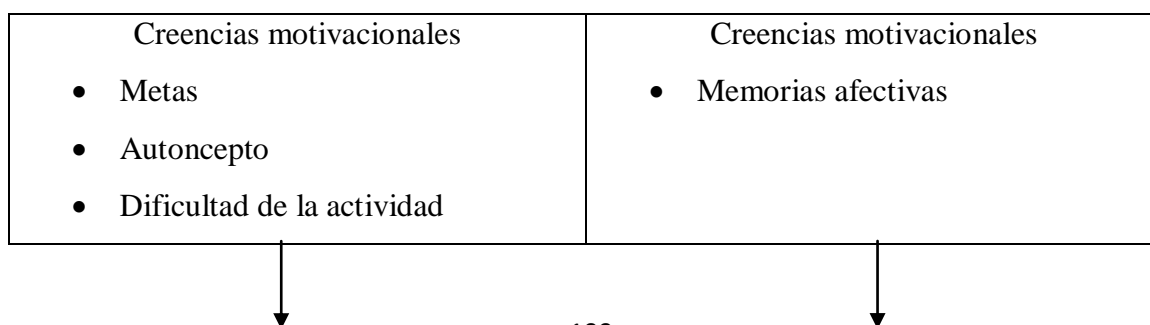 Creencias motivacionales
• Metas
• Autoncepto
• Dificultad de la actividad
Creencias motivacionales
• Memorias afectivas